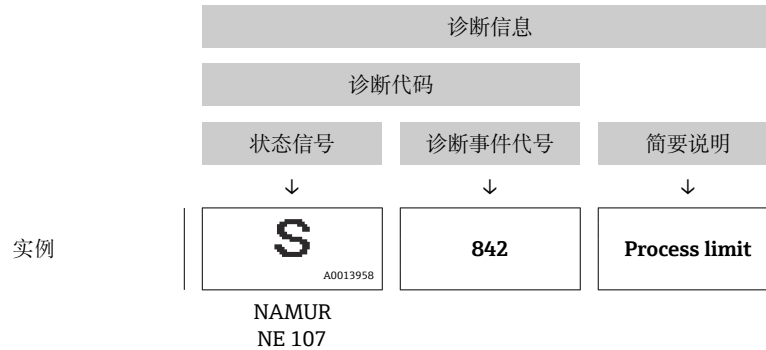 诊断信息
诊断代码
状态信号 诊断事件代号 简要说明
↓ ↓ ↓
实例 S A0013958 842 Process limit
NAMUR
NE 107